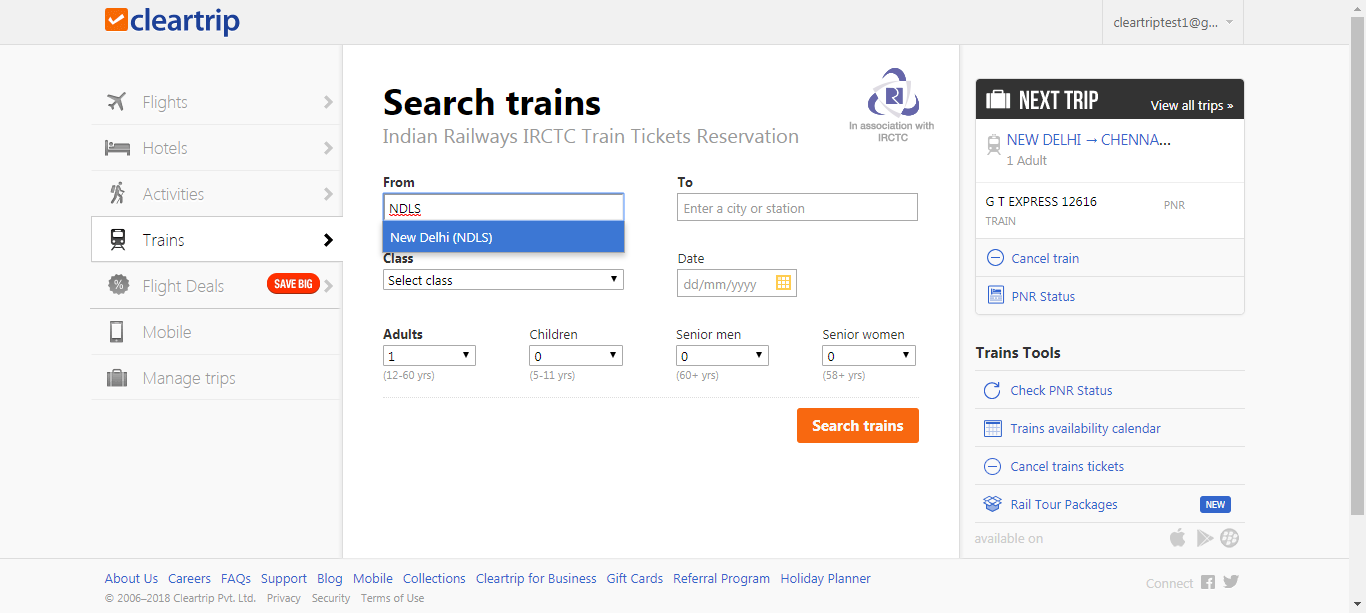 cleartrip
cleartriptest1@g...
Flights
Hotels
Activities
Trains
Flight Deals SAVE BIG
Mobile
Manage trips
Search trains
Indian Railways IRCTC Train Tickets Reservation
In association with
IRCTC
From
NDLS
New Delhi (NDLS)
To
Enter a city or station
Class
Select class
Date
dd/mm/yyyy
Adults
1
(12-60 yrs)
Children
0
(5-11 yrs)
Senior men
0
(60+ yrs)
Senior women
0
(58+ yrs)
Search trains
NEXT TRIP View all trips »
NEW DELHI → CHENNA...
1 Adult
G T EXPRESS 12616 PNR
TRAIN
Cancel train
PNR Status
Trains Tools
Check PNR Status
Trains availability calendar
Cancel trains tickets
Rail Tour Packages NEW
available on
About Us Careers FAQs Support Blog Mobile Collections Cleartrip for Business Gift Cards Referral Program Holiday Planner
© 2006–2018 Cleartrip Pvt. Ltd. Privacy Security Terms of Use
Connect